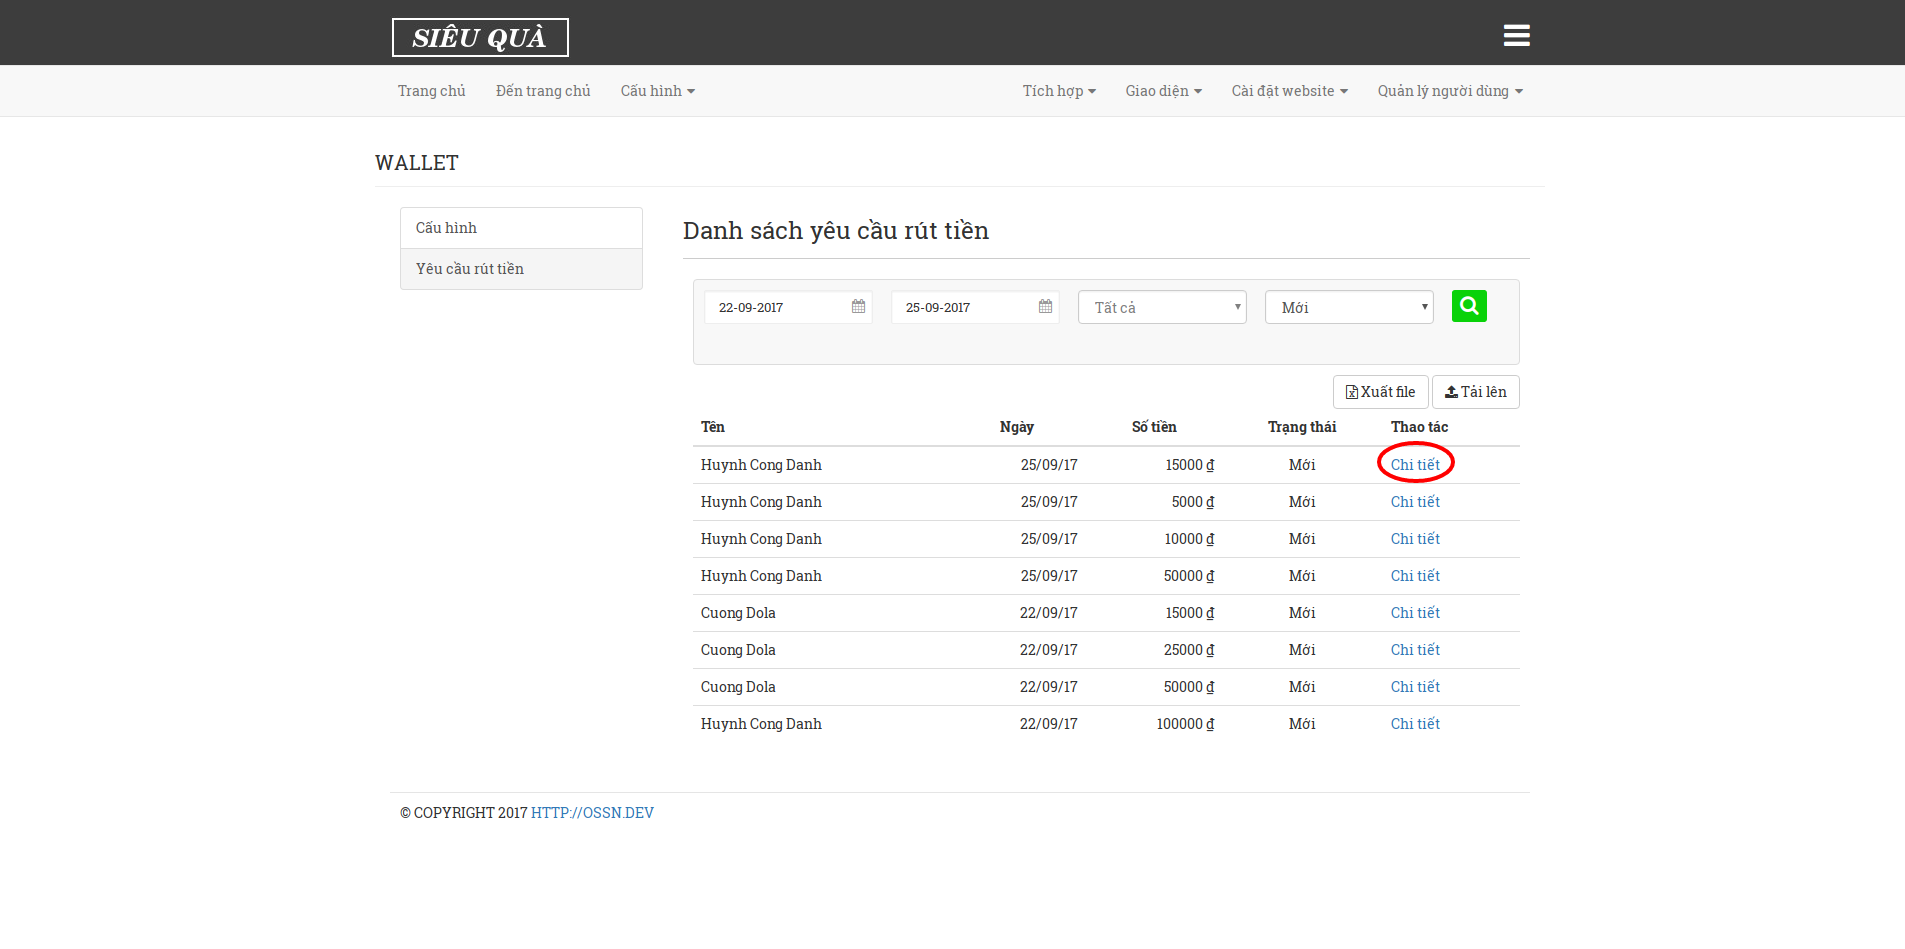 SIÊU QUÀ
Trang chủ Đến trang chủ Cấu hình Tích hợp Giao diện Cài đặt website Quản lý người dùng
WALLET
Cấu hình
Yêu cầu rút tiền
Danh sách yêu cầu rút tiền
22-09-2017 25-09-2017 Tất cả Mới
Xuất file Tải lên
Tên Ngày Số tiền Trạng thái Thao tác
Huynh Cong Danh 25/09/17 15000 ₫ Mới Chi tiết
Huynh Cong Danh 25/09/17 5000 ₫ Mới Chi tiết
Huynh Cong Danh 25/09/17 10000 ₫ Mới Chi tiết
Huynh Cong Danh 25/09/17 50000 ₫ Mới Chi tiết
Cuong Dola 22/09/17 15000 ₫ Mới Chi tiết
Cuong Dola 22/09/17 25000 ₫ Mới Chi tiết
Cuong Dola 22/09/17 50000 ₫ Mới Chi tiết
Huynh Cong Danh 22/09/17 100000 ₫ Mới Chi tiết
© COPYRIGHT 2017 HTTP://OSSN.DEV